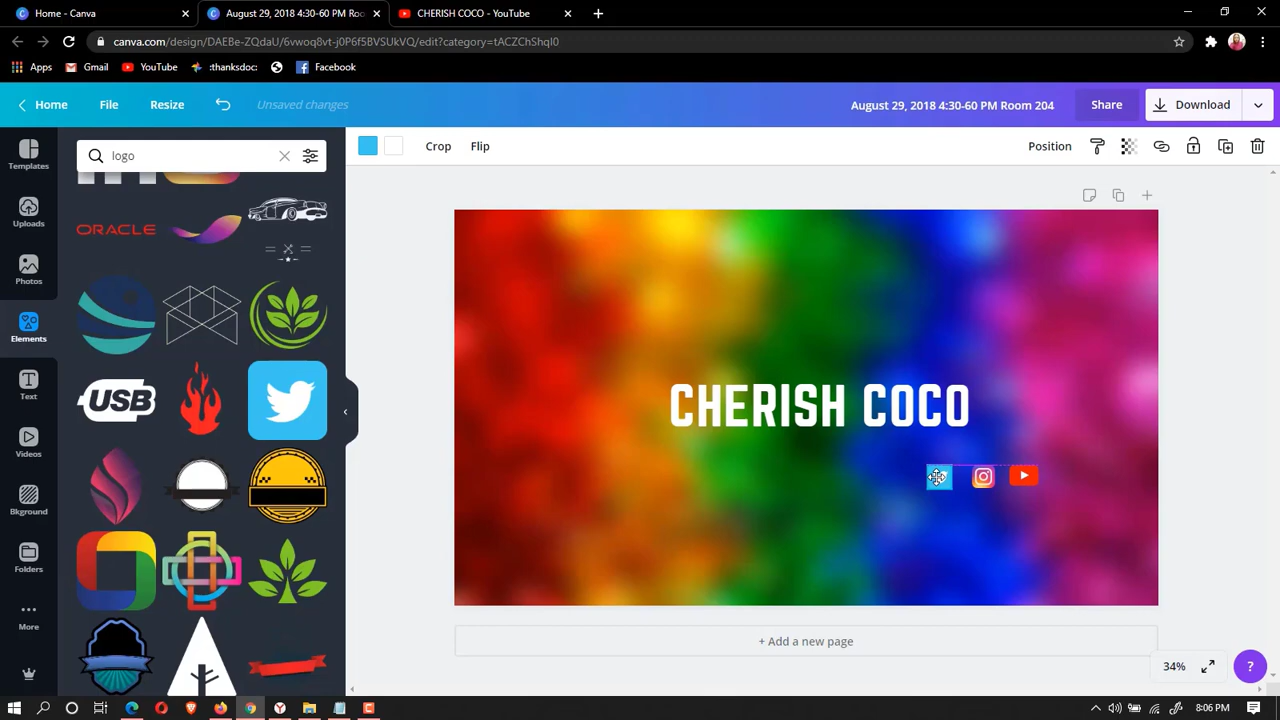 Home - Canva
August 29, 2018 4:30-60 PM Roo
CHERISH COCO - YouTube
canva.com/design/DAEBe-ZQdaU/6vwoq8vt-j0P6f5BVSUkVQ/edit?category=tACZChShqI0
Apps
Gmail
YouTube
:thanksdoc:
Facebook
Home
File
Resize
Unsaved changes
August 29, 2018 4:30-60 PM Room 204
Share
Download
Templates
Uploads
Photos
Elements
Text
Videos
Bkground
Folders
More
logo
ORACLE
USB
Crop
Flip
Position
CHERISH COCO
+ Add a new page
34%
?
8:06 PM